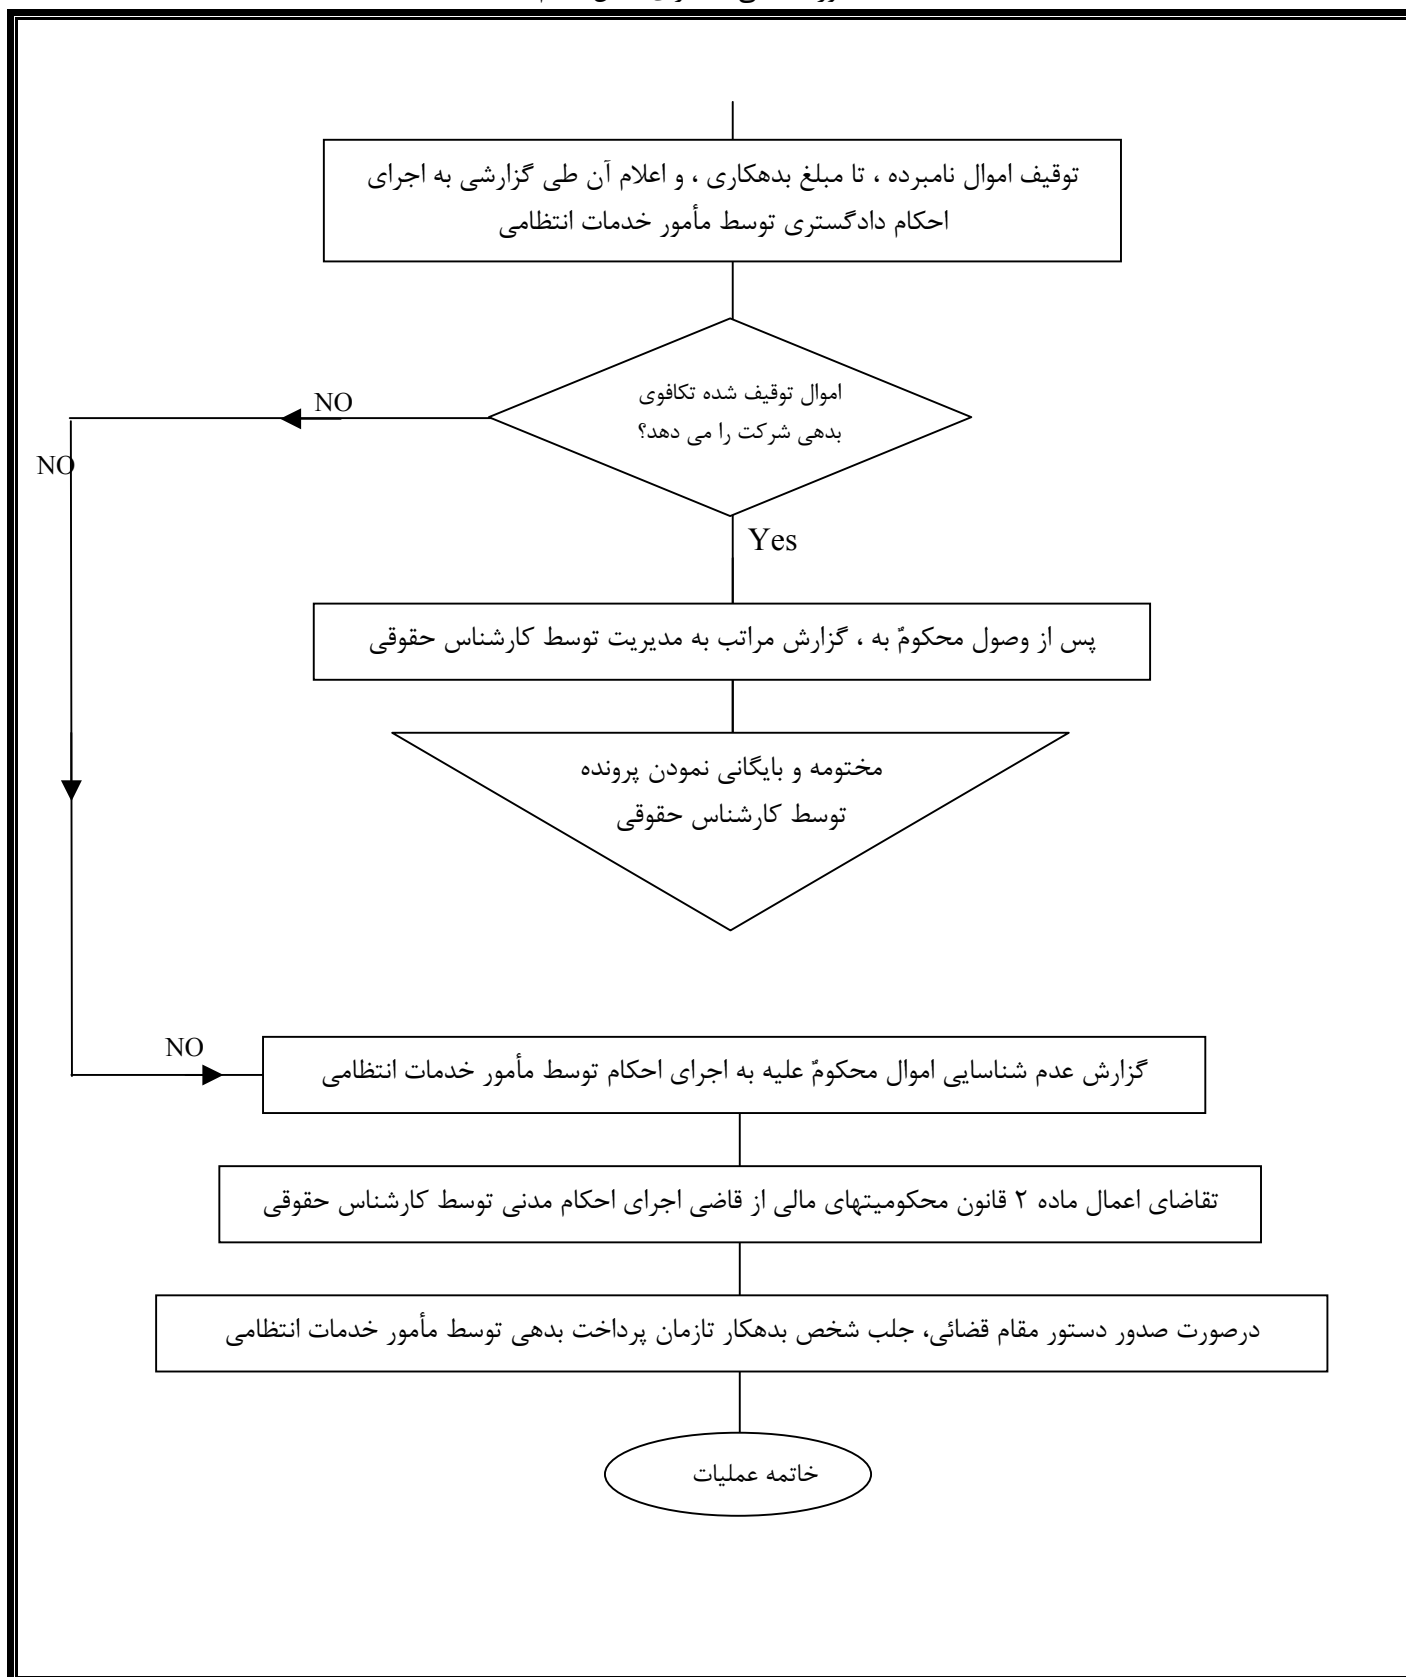 توقیف اموال نامبرده ، تا مبلغ بدهکاری ، و اعلام آن طی گزارشی به اجرای
احکام دادگستری توسط مأمور خدمات انتظامی
اموال توقیف شده تکافوی
بدهی شرکت را می دهد؟
NO
NO
Yes
پس از وصول محکومٌ به ، گزارش مراتب به مدیریت توسط کارشناس حقوقی
مختومه و بایگانی نمودن پرونده
توسط کارشناس حقوقی
NO
گزارش عدم شناسایی اموال محکومٌ علیه به اجرای احکام توسط مأمور خدمات انتظامی
تقاضای اعمال ماده ۲ قانون محکومیتهای مالی از قاضی اجرای احکام مدنی توسط کارشناس حقوقی
درصورت صدور دستور مقام قضائی، جلب شخص بدهکار تازمان پرداخت بدهی توسط مأمور خدمات انتظامی
خاتمه عملیات